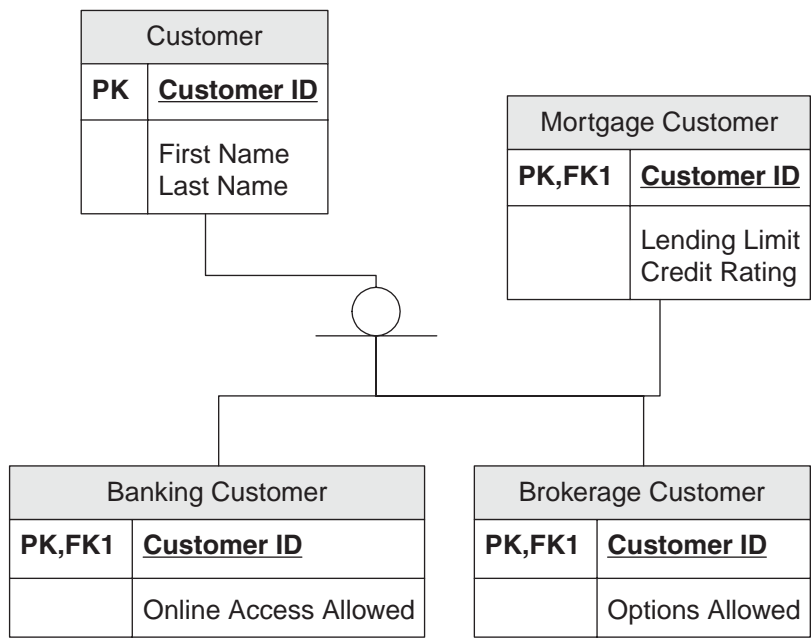 Customer
PK Customer ID
First Name
Last Name
Mortgage Customer
PK,FK1 Customer ID
Lending Limit
Credit Rating
Banking Customer
PK,FK1 Customer ID
Online Access Allowed
Brokerage Customer
PK,FK1 Customer ID
Options Allowed